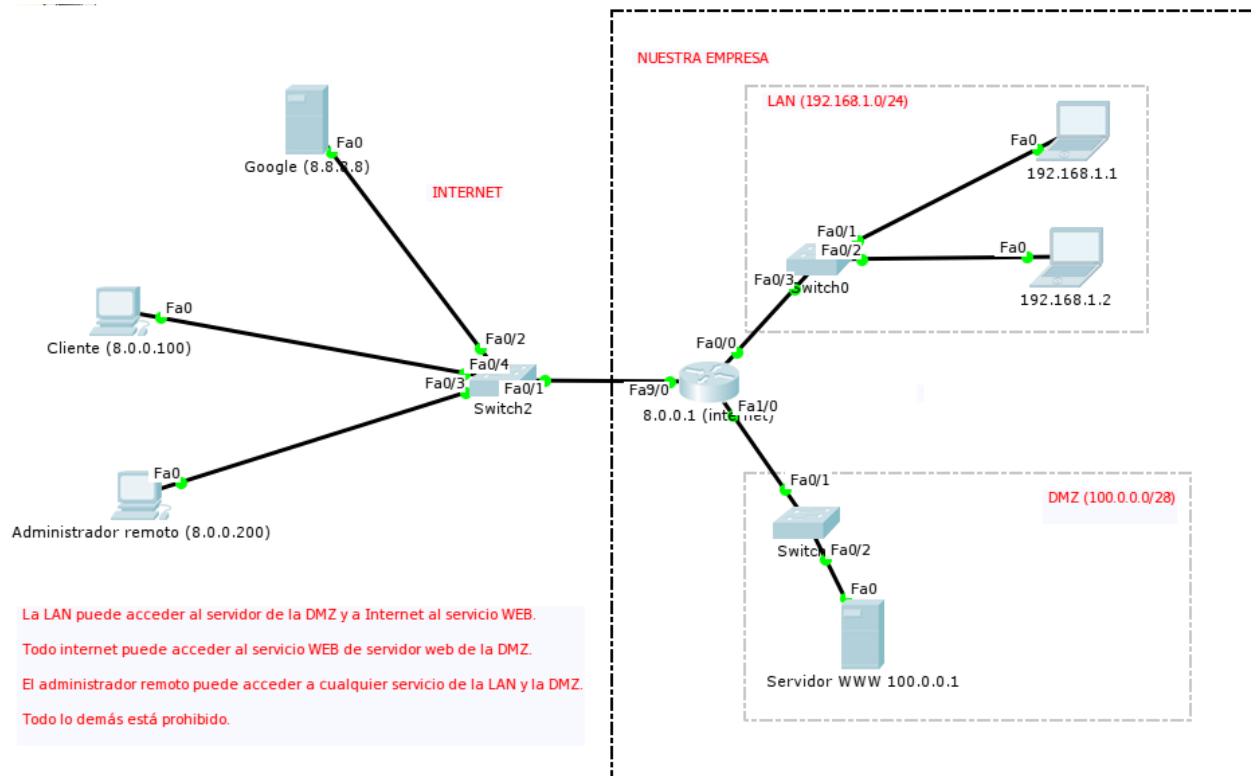 NUESTRA EMPRESA
LAN (192.168.1.0/24)
Fa0
Google (8.8.8.8)
INTERNET
Fa0
192.168.1.1
Fa0/1
Fa0/2
Fa0
Fa0/3
Switch0
192.168.1.2
Fa0
Cliente (8.0.0.100)
Fa0/2
Fa0/4
Fa0/3
Fa0/1
Switch2
Fa0/0
Fa9/0
8.0.0.1 (internet)
Fa1/0
Fa0
Administrador remoto (8.0.0.200)
Fa0/1
DMZ (100.0.0.0/28)
Switch
Fa0/2
Fa0
Servidor WWW 100.0.0.1
La LAN puede acceder al servidor de la DMZ y a Internet al servicio WEB.
Todo internet puede acceder al servicio WEB de servidor web de la DMZ.
El administrador remoto puede acceder a cualquier servicio de la LAN y la DMZ.
Todo lo demás está prohibido.